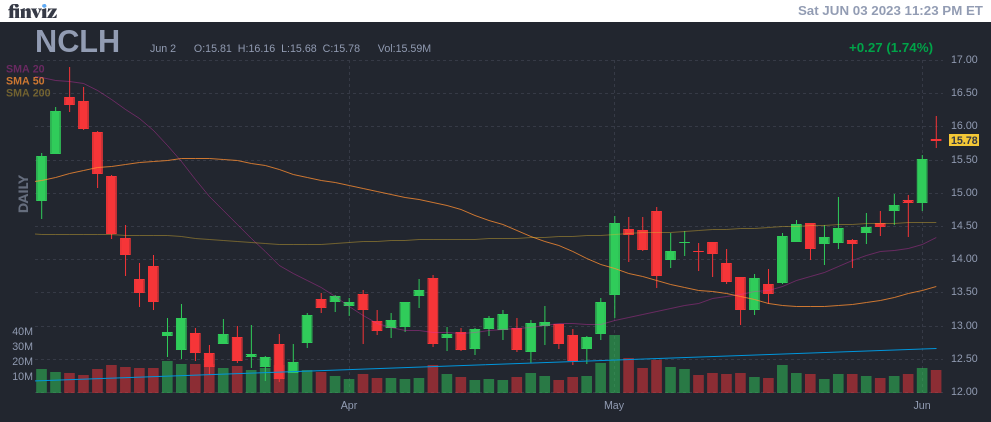 finviz
Sat JUN 03 2023 11:23 PM ET
NCLH
Jun 2 O:15.81 H:16.16 L:15.68 C:15.78 Vol:15.59M
+0.27 (1.74%)
SMA 20
SMA 50
SMA 200
DAILY
17.00
16.50
16.00
15.78
15.50
15.00
14.50
14.00
13.50
13.00
12.50
12.00
40M
30M
20M
10M
Apr May Jun